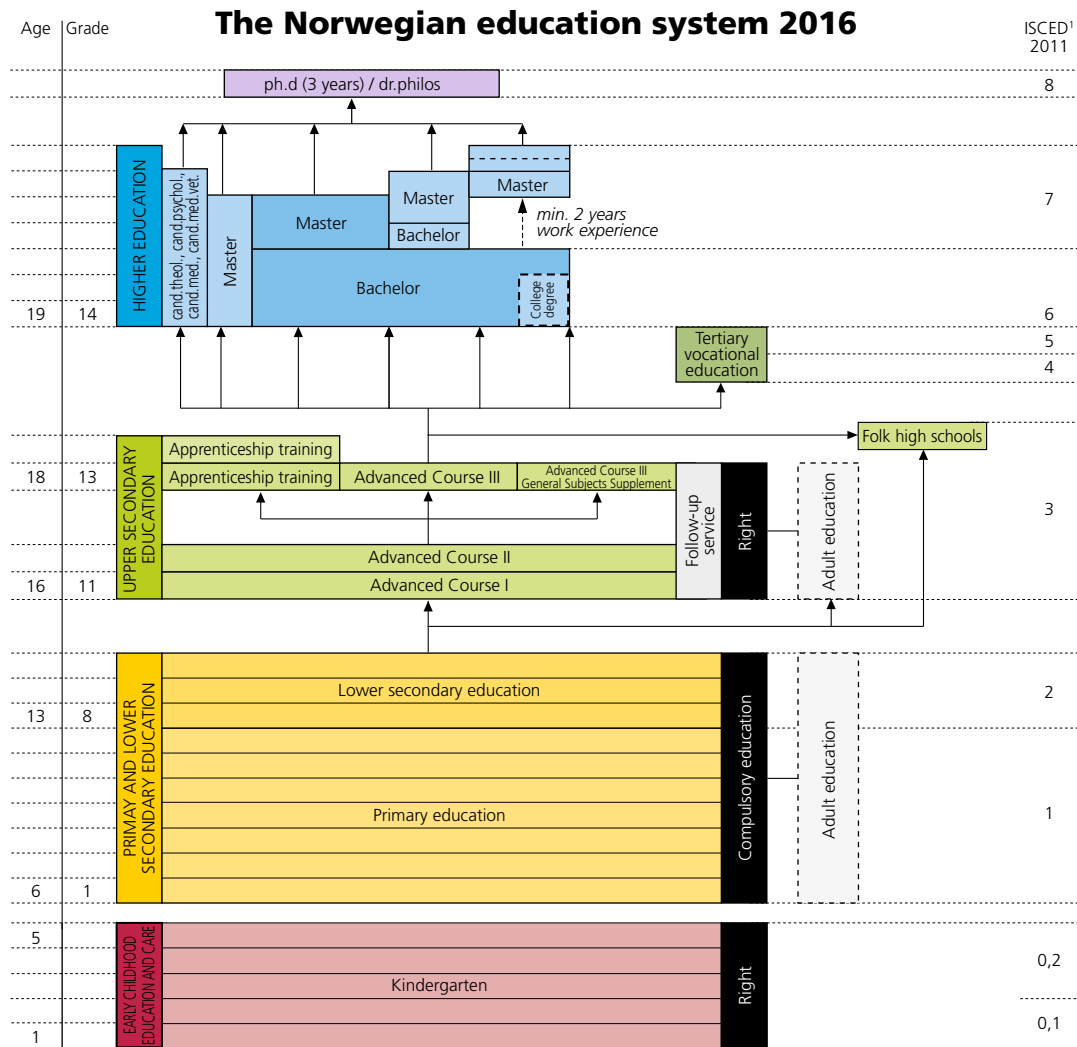 The Norwegian education system 2016
Age
Grade
ISCED¹
2011
ph.d (3 years) / dr.philos
8
HIGHER EDUCATION
cand.theol., cand.psychol.,
cand.med., cand.med.vet.
Master
Master
Master
Bachelor
Master
min. 2 years
work experience
7
Bachelor
College
degree
19
14
6
Tertiary
vocational
education
5
4
Folk high schools
UPPER SECONDARY
EDUCATION
Apprenticeship training
18
13
Apprenticeship training
Advanced Course III
Advanced Course III
General Subjects Supplement
Follow-up
service
Right
Adult education
3
Advanced Course II
16
11
Advanced Course I
PRIMAY AND LOWER
SECONDARY EDUCATION
Lower secondary education
2
13
8
Compulsory education
Adult education
Primary education
1
6
1
5
EARLY CHILDHOOD
EDUCATION AND CARE
Kindergarten
Right
0,2
0,1
1